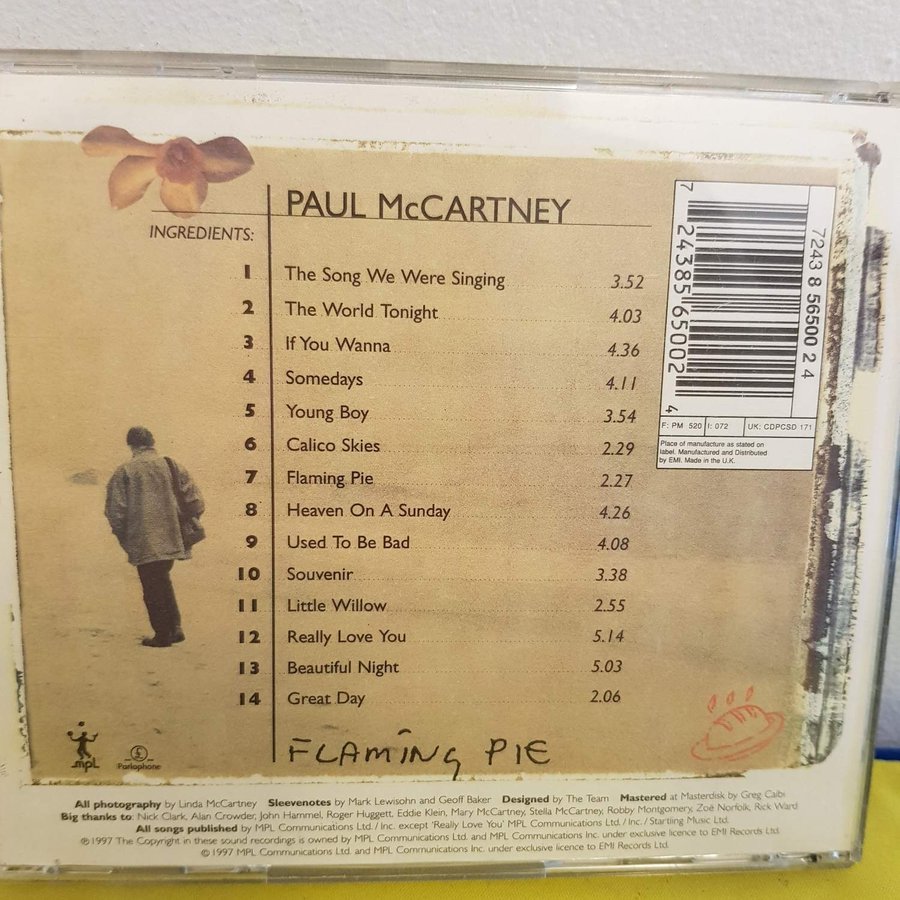 PAUL McCARTNEY
INGREDIENTS:
1 The Song We Were Singing 3.52
2 The World Tonight 4.03
3 If You Wanna 4.36
4 Somedays 4.11
5 Young Boy 3.54
6 Calico Skies 2.29
7 Flaming Pie 2.27
8 Heaven On A Sunday 4.26
9 Used To Be Bad 4.08
10 Souvenir 3.38
11 Little Willow 2.55
12 Really Love You 5.14
13 Beautiful Night 5.03
14 Great Day 2.06
FLAMING PIE
mpL
Parlophone
7 24385 65002 4
7243 8 56500 2 4
F: PM 520 I: 072 UK: CDPCSD 171
Place of manufacture as stated on
label. Manufactured and Distributed
by EMI. Made in the U.K.
All photography by Linda McCartney Sleevenotes by Mark Lewisohn and Geoff Baker Designed by The Team Mastered at Masterdisk by Greg Calbi
Big thanks to: Nick Clark, Alan Crowder, John Hammel, Roger Huggett, Eddie Klein, Mary McCartney, Stella McCartney, Robby Montgomery, Zoë Norfolk, Rick Ward
All songs published by MPL Communications Ltd. / Inc. except 'Really Love You' MPL Communications Ltd. / Inc. / Startling Music Ltd.
℗ 1997 The Copyright in these sound recordings is owned by MPL Communications Ltd. and MPL Communications Inc. under exclusive licence to EMI Records Ltd.
© 1997 MPL Communications Ltd. and MPL Communications Inc. under exclusive licence to EMI Records Ltd.